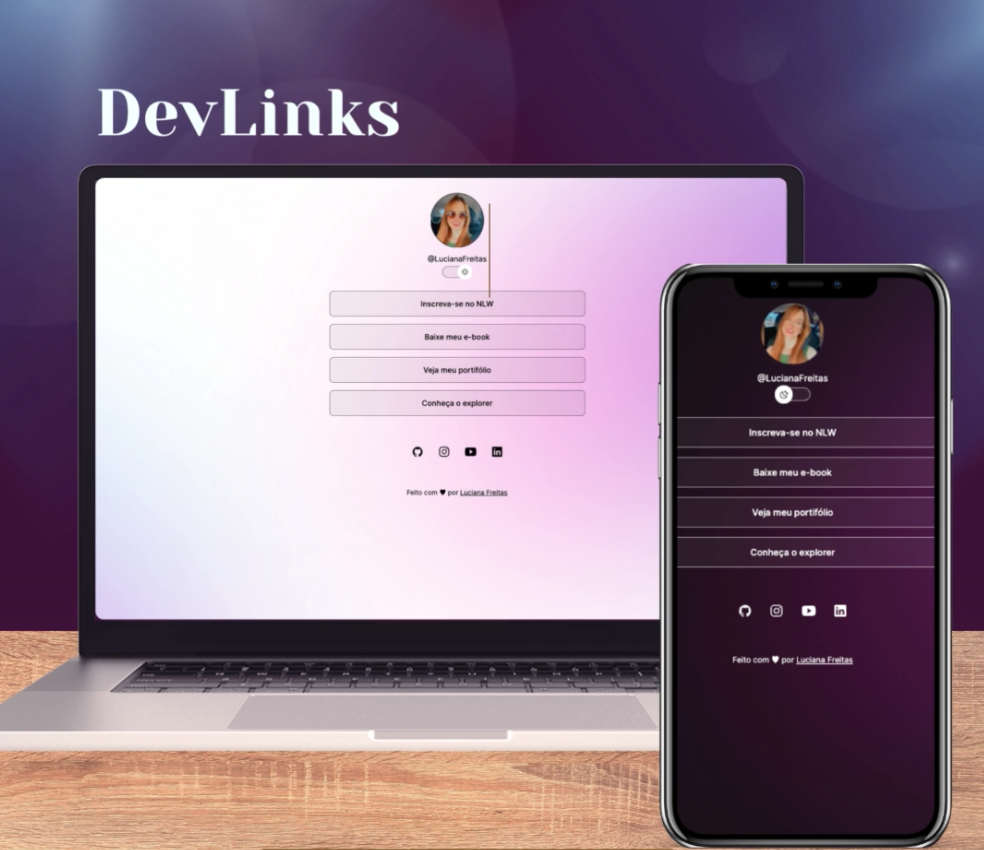 DevLinks
@LucianaFreitas
Inscreva-se no NLW
Baixe meu e-book
Veja meu portifólio
Conheça o explorer
Feito com ♥ por Luciana Freitas
@LucianaFreitas
Inscreva-se no NLW
Baixe meu e-book
Veja meu portifólio
Conheça o explorer
Feito com ♥ por Luciana Freitas